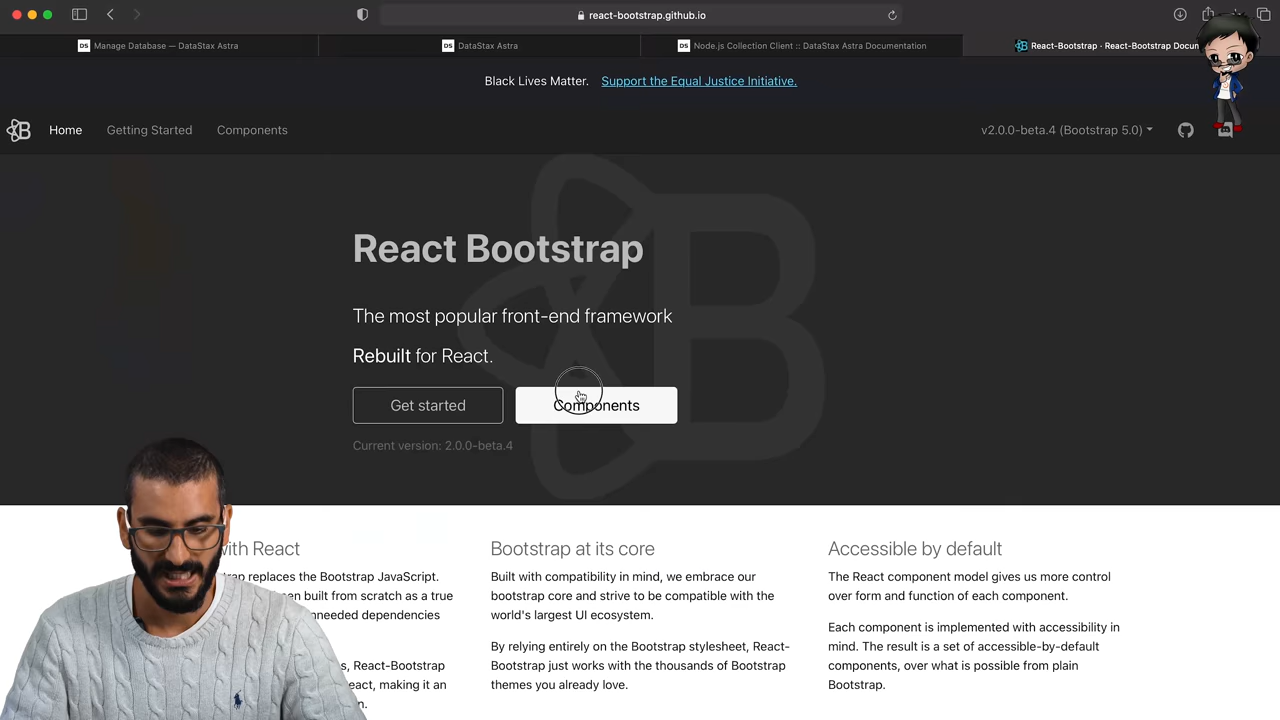 react-bootstrap.github.io
DS Manage Database — DataStax Astra
DS DataStax Astra
DS Node.js Collection Client :: DataStax Astra Documentation
React-Bootstrap · React-Bootstrap
Black Lives Matter. Support the Equal Justice Initiative.
B Home Getting Started Components v2.0.0-beta.4 (Bootstrap 5.0)
React Bootstrap
The most popular front-end framework
Rebuilt for React.
Get started Components
Current version: 2.0.0-beta.4
with React
replaces the Bootstrap JavaScript.
built from scratch as a true
dependencies
React-Bootstrap
making it an
Bootstrap at its core
Built with compatibility in mind, we embrace our
bootstrap core and strive to be compatible with the
world's largest UI ecosystem.
By relying entirely on the Bootstrap stylesheet, React-
Bootstrap just works with the thousands of Bootstrap
themes you already love.
Accessible by default
The React component model gives us more control
over form and function of each component.
Each component is implemented with accessibility in
mind. The result is a set of accessible-by-default
components, over what is possible from plain
Bootstrap.